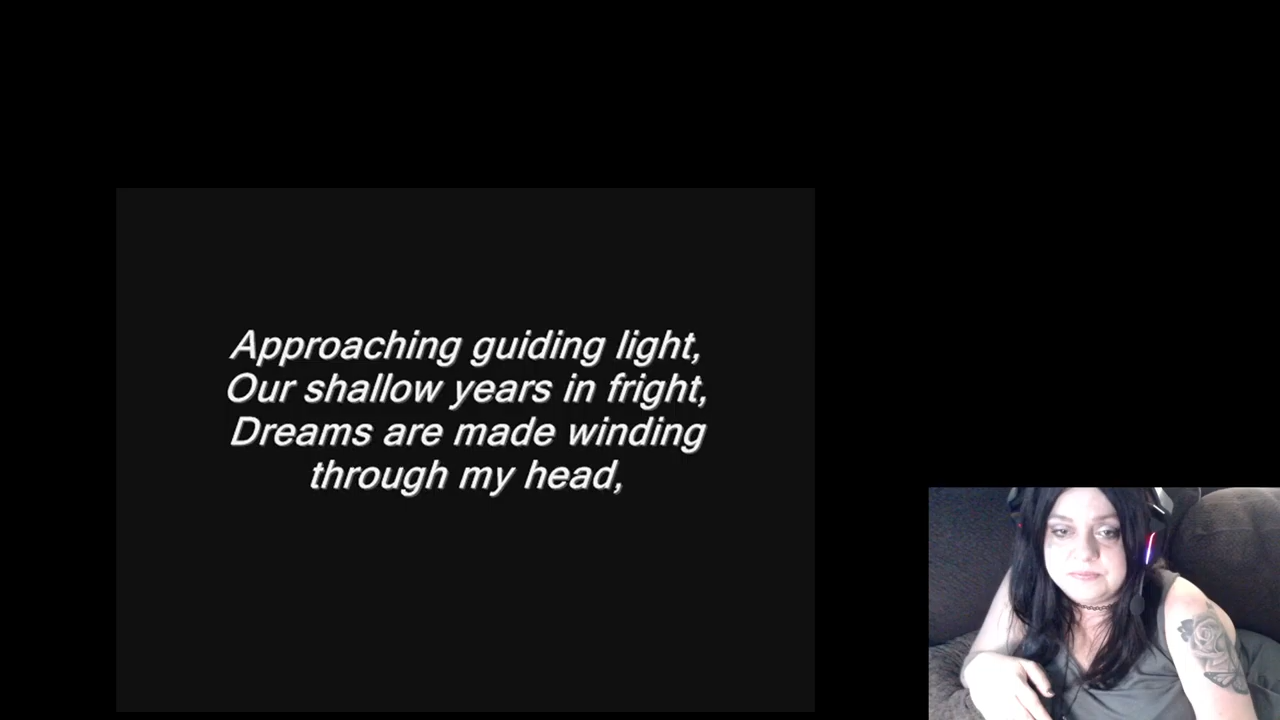 Approaching guiding light,
Our shallow years in fright,
Dreams are made winding
through my head,